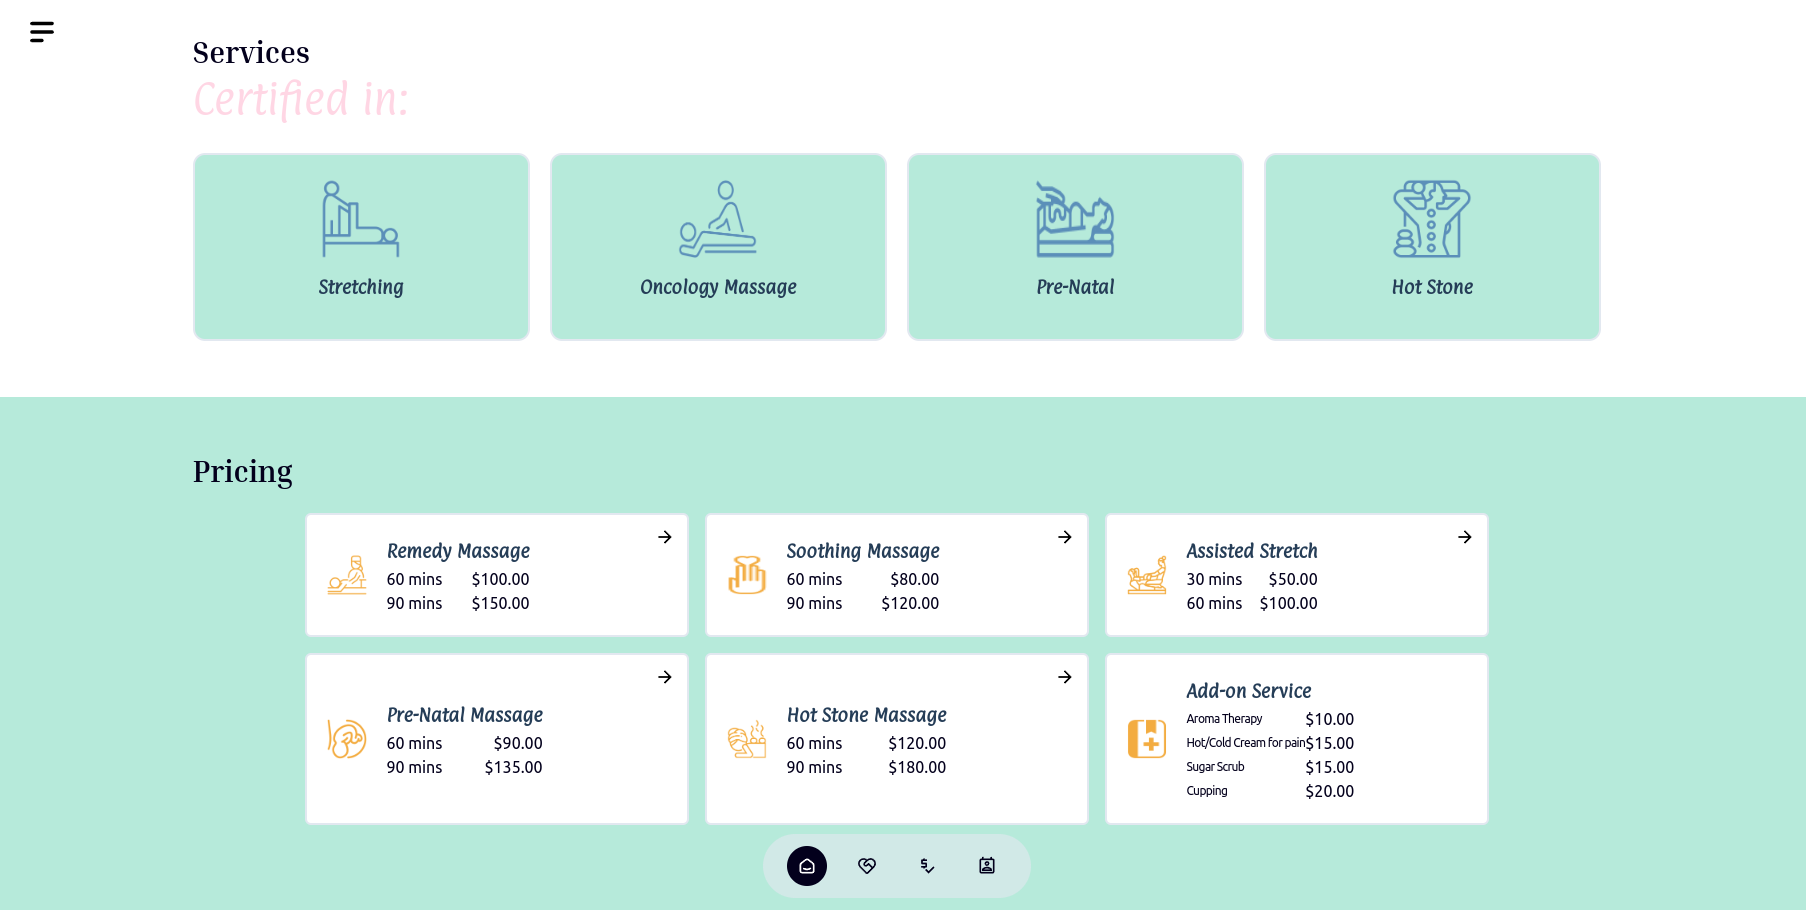 Services
Certified in:
Stretching
Oncology Massage
Pre-Natal
Hot Stone
Pricing
Remedy Massage
60 mins $100.00
90 mins $150.00
Soothing Massage
60 mins $80.00
90 mins $120.00
Assisted Stretch
30 mins $50.00
60 mins $100.00
Pre-Natal Massage
60 mins $90.00
90 mins $135.00
Hot Stone Massage
60 mins $120.00
90 mins $180.00
Add-on Service
Aroma Therapy $10.00
Hot/Cold Cream for pain $15.00
Sugar Scrub $15.00
Cupping $20.00